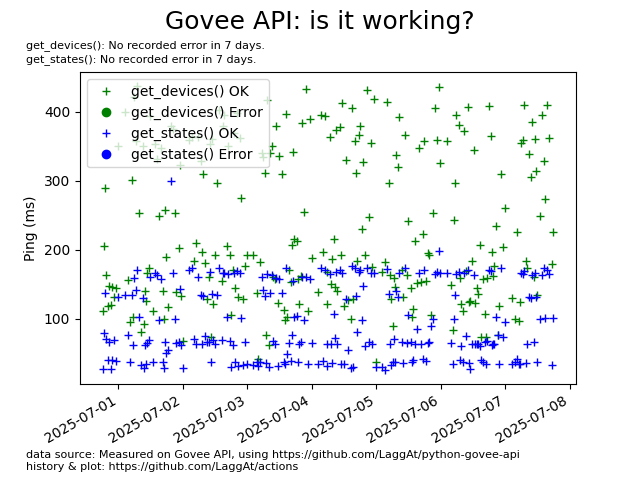 Govee API: is it working?
get_devices(): No recorded error in 7 days.
get_states(): No recorded error in 7 days.
get_devices() OK
get_devices() Error
get_states() OK
get_states() Error
Ping (ms)
400
300
200
100
2025-07-01
2025-07-02
2025-07-03
2025-07-04
2025-07-05
2025-07-06
2025-07-07
2025-07-08
data source: Measured on Govee API, using https://github.com/LaggAt/python-govee-api
history & plot: https://github.com/LaggAt/actions